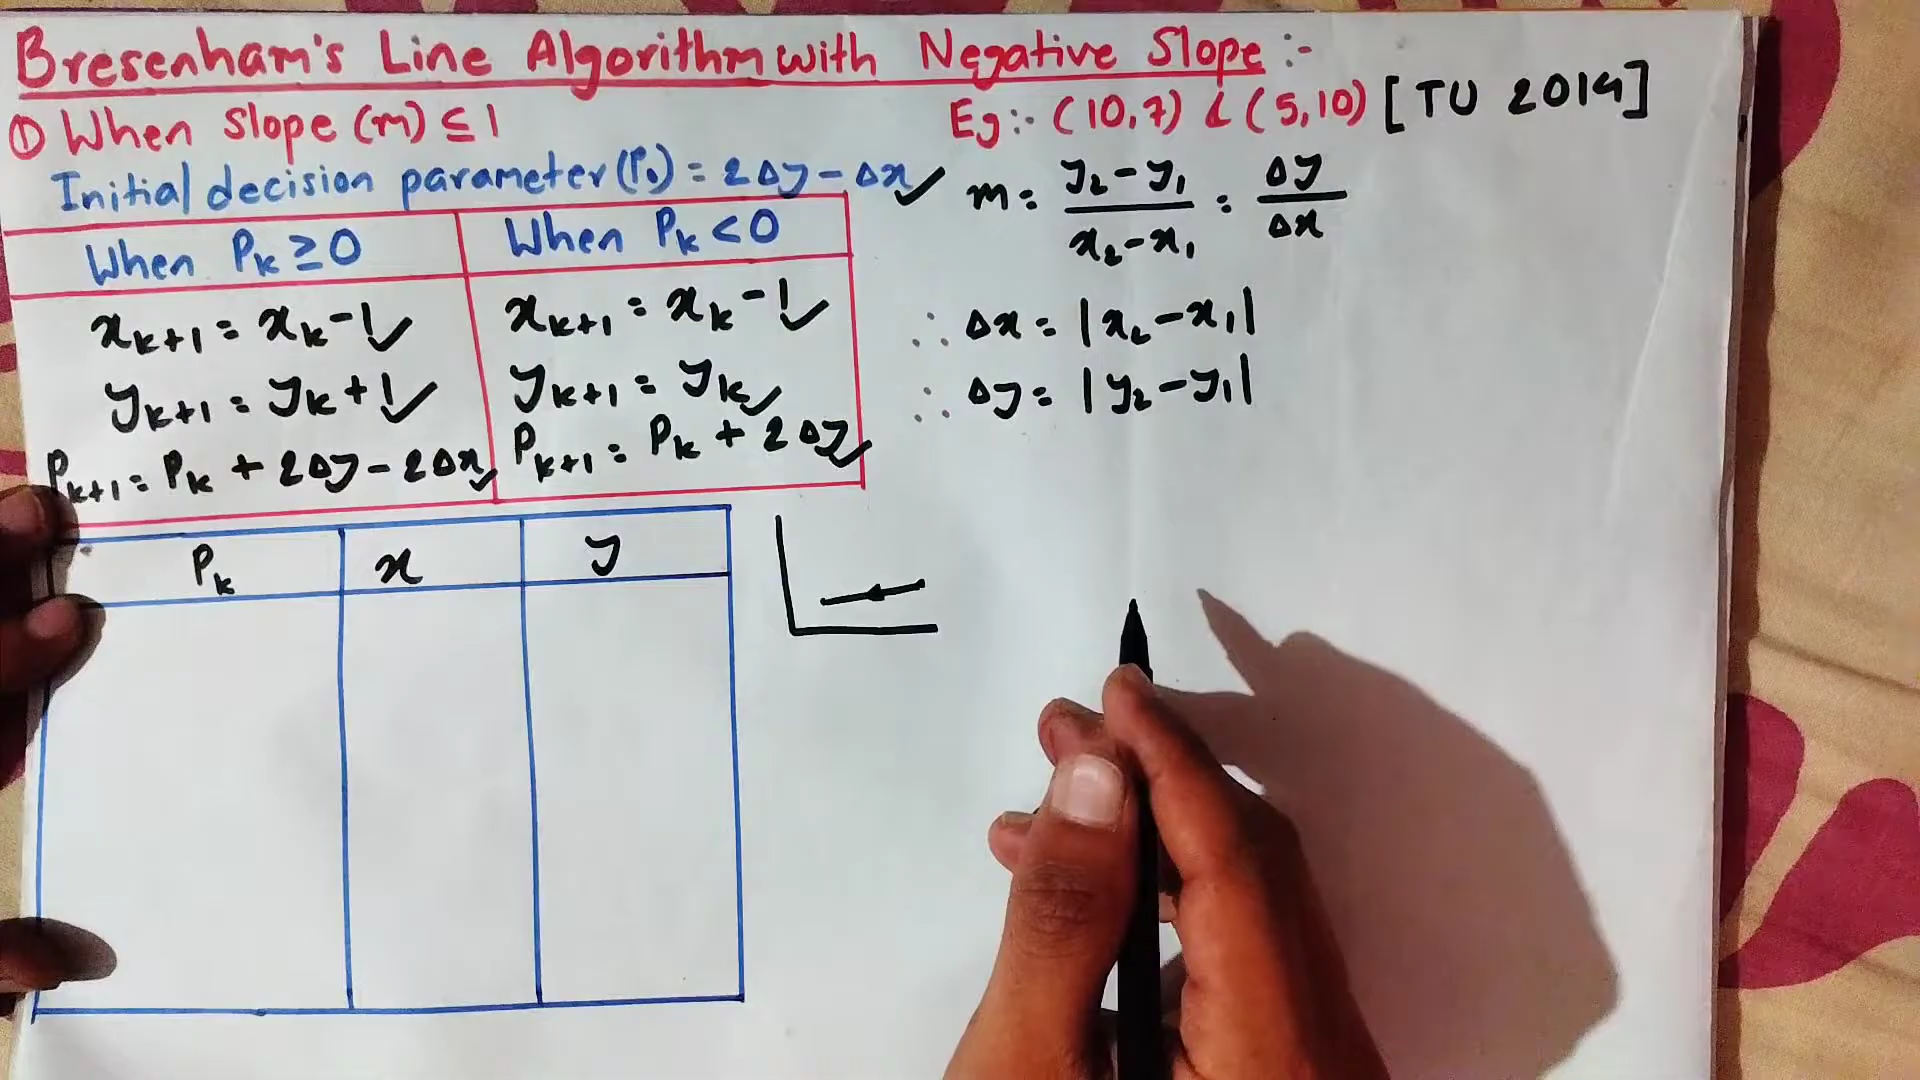 Bresenham's Line Algorithm with Negative Slope :-
① When Slope (m) ≤ 1
Initial decision parameter (P₀) = 2Δy - Δx ✓
When Pₖ ≥ 0
xₖ₊₁ = xₖ - 1 ✓
yₖ₊₁ = yₖ + 1 ✓
Pₖ₊₁ = Pₖ + 2Δy - 2Δx ✓
When Pₖ < 0
xₖ₊₁ = xₖ - 1 ✓
yₖ₊₁ = yₖ ✓
Pₖ₊₁ = Pₖ + 2Δy ✓
Pₖ x y
Eg :- (10,7) & (5,10) [TU 2014]
m = y₂ - y₁ / x₂ - x₁ = Δy / Δx
∴ Δx = |x₂ - x₁|
∴ Δy = |y₂ - y₁|